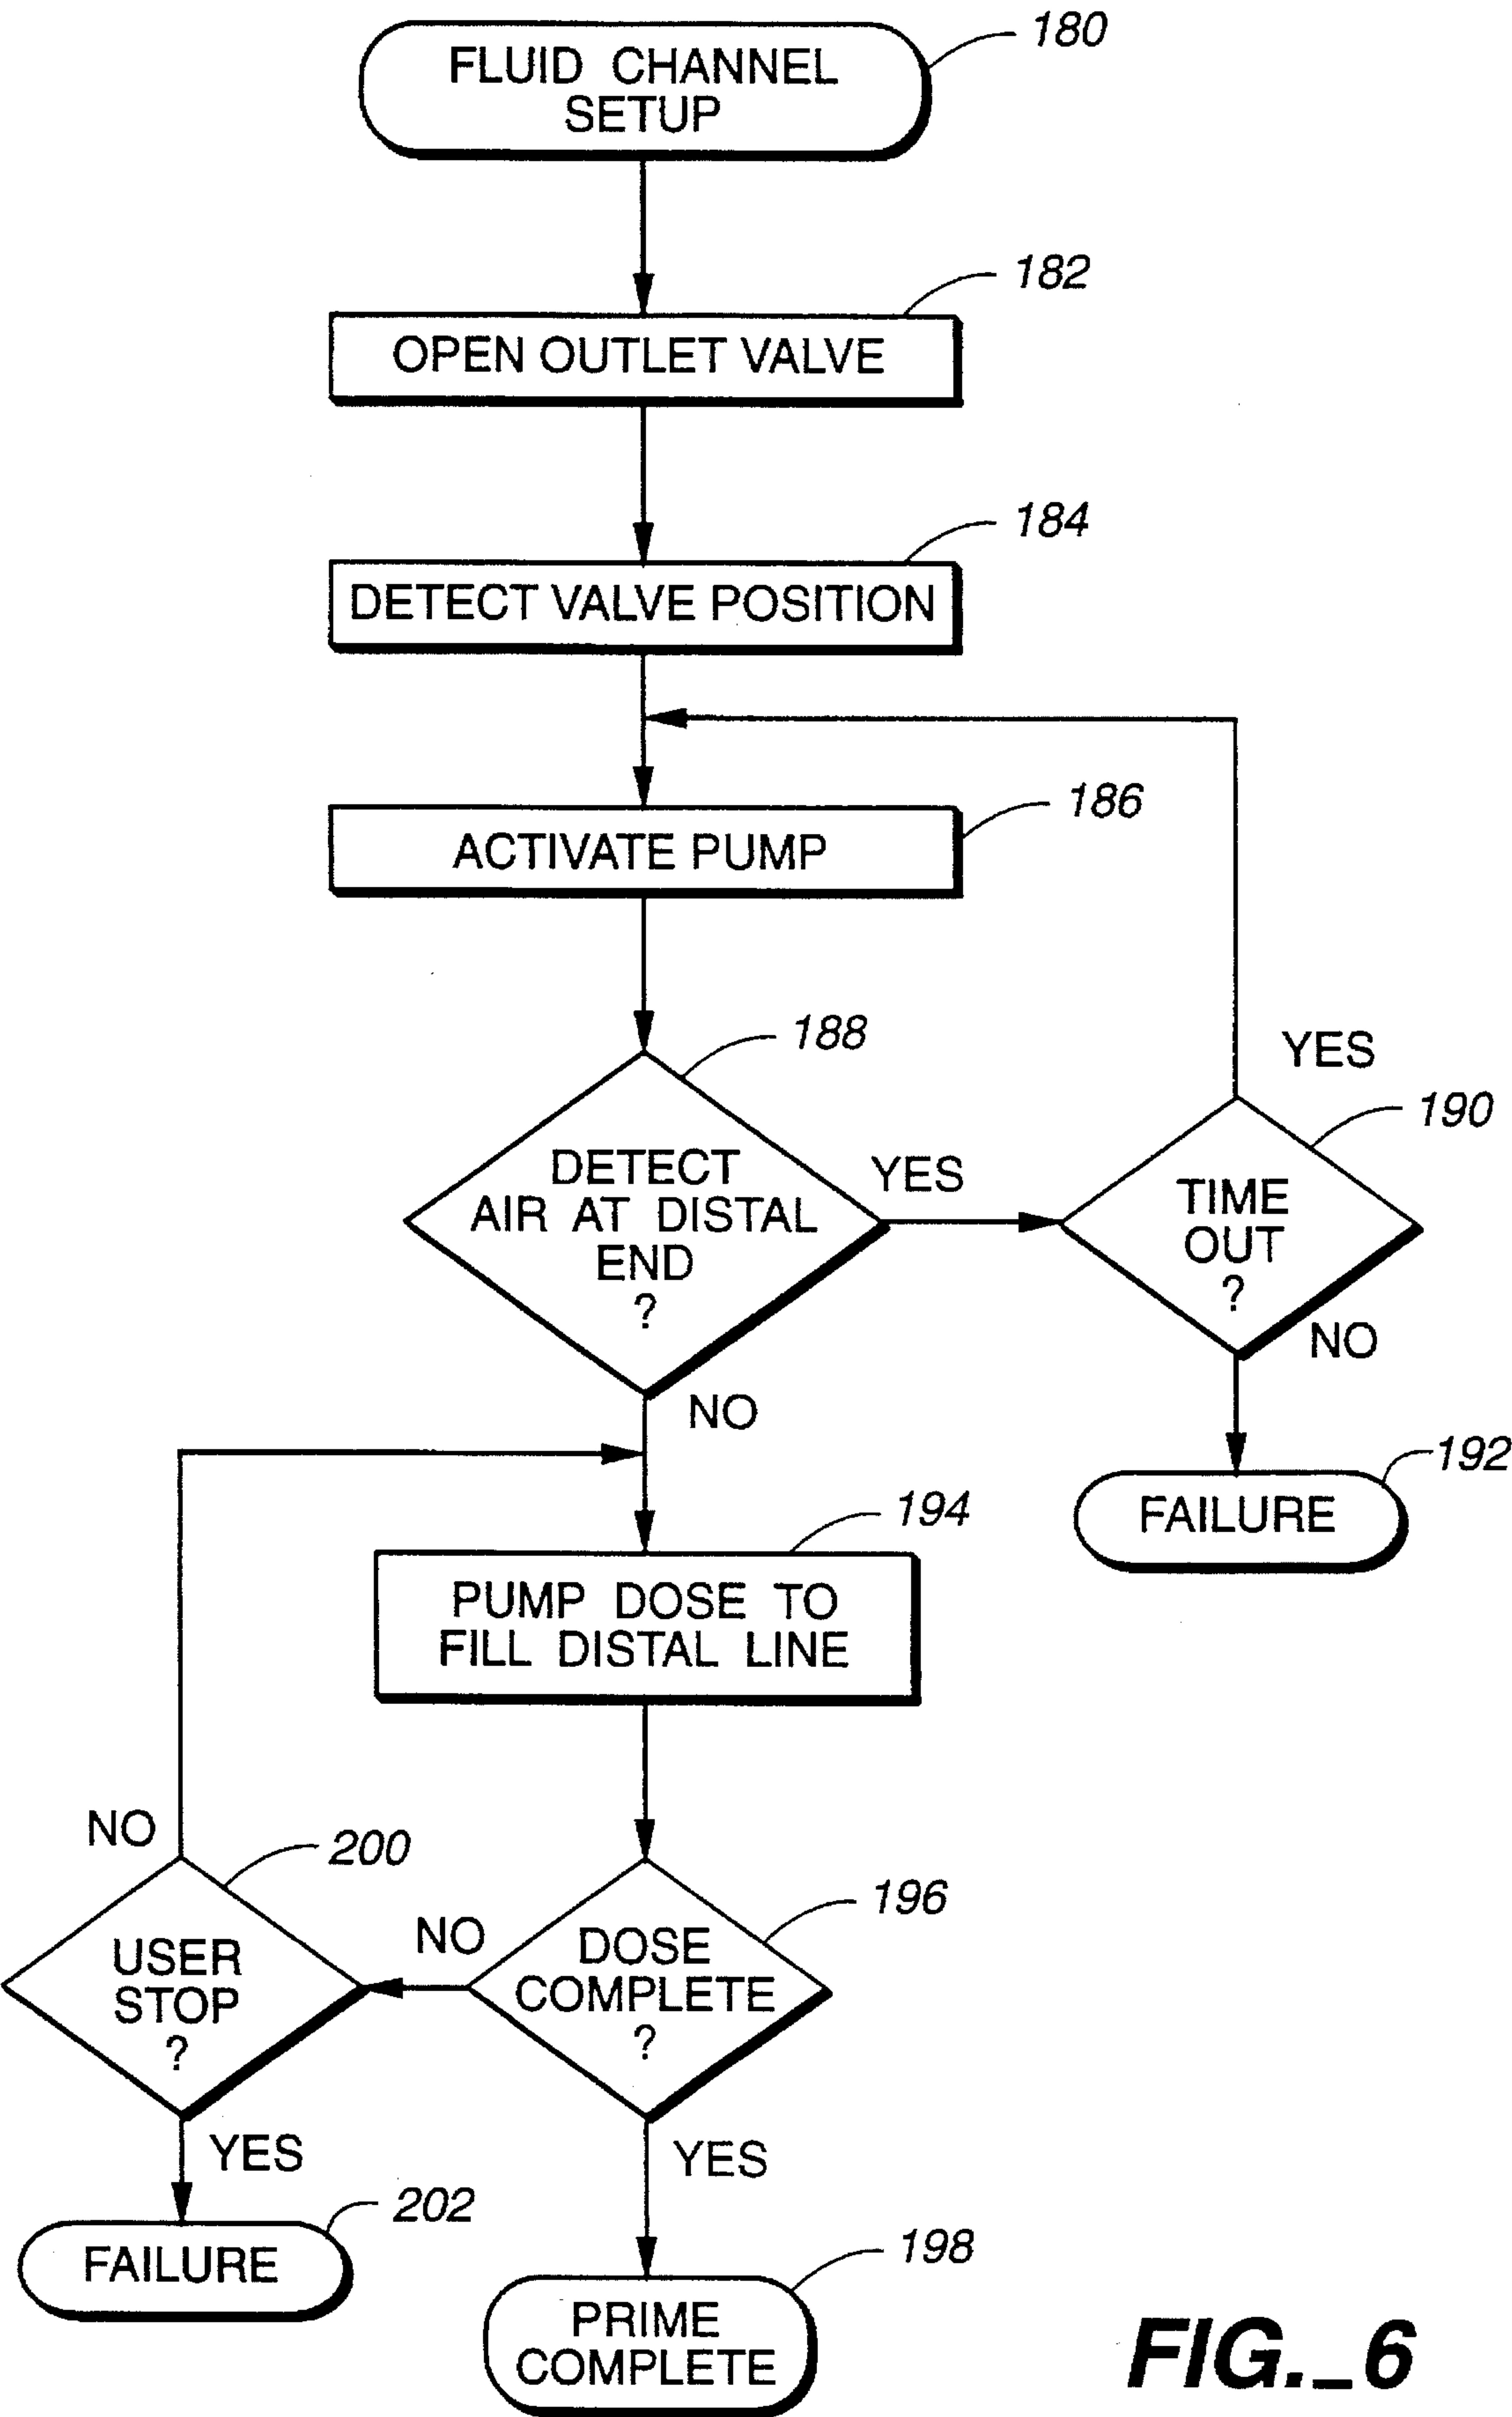 180
FLUID CHANNEL
SETUP
182
OPEN OUTLET VALVE
184
DETECT VALVE POSITION
186
ACTIVATE PUMP
188
DETECT
AIR AT DISTAL
END
?
YES
YES
190
TIME
OUT
?
NO
NO
192
FAILURE
194
PUMP DOSE TO
FILL DISTAL LINE
NO
200
USER
STOP
?
NO
196
DOSE
COMPLETE
?
YES
YES
202
FAILURE
198
PRIME
COMPLETE
FIG._6